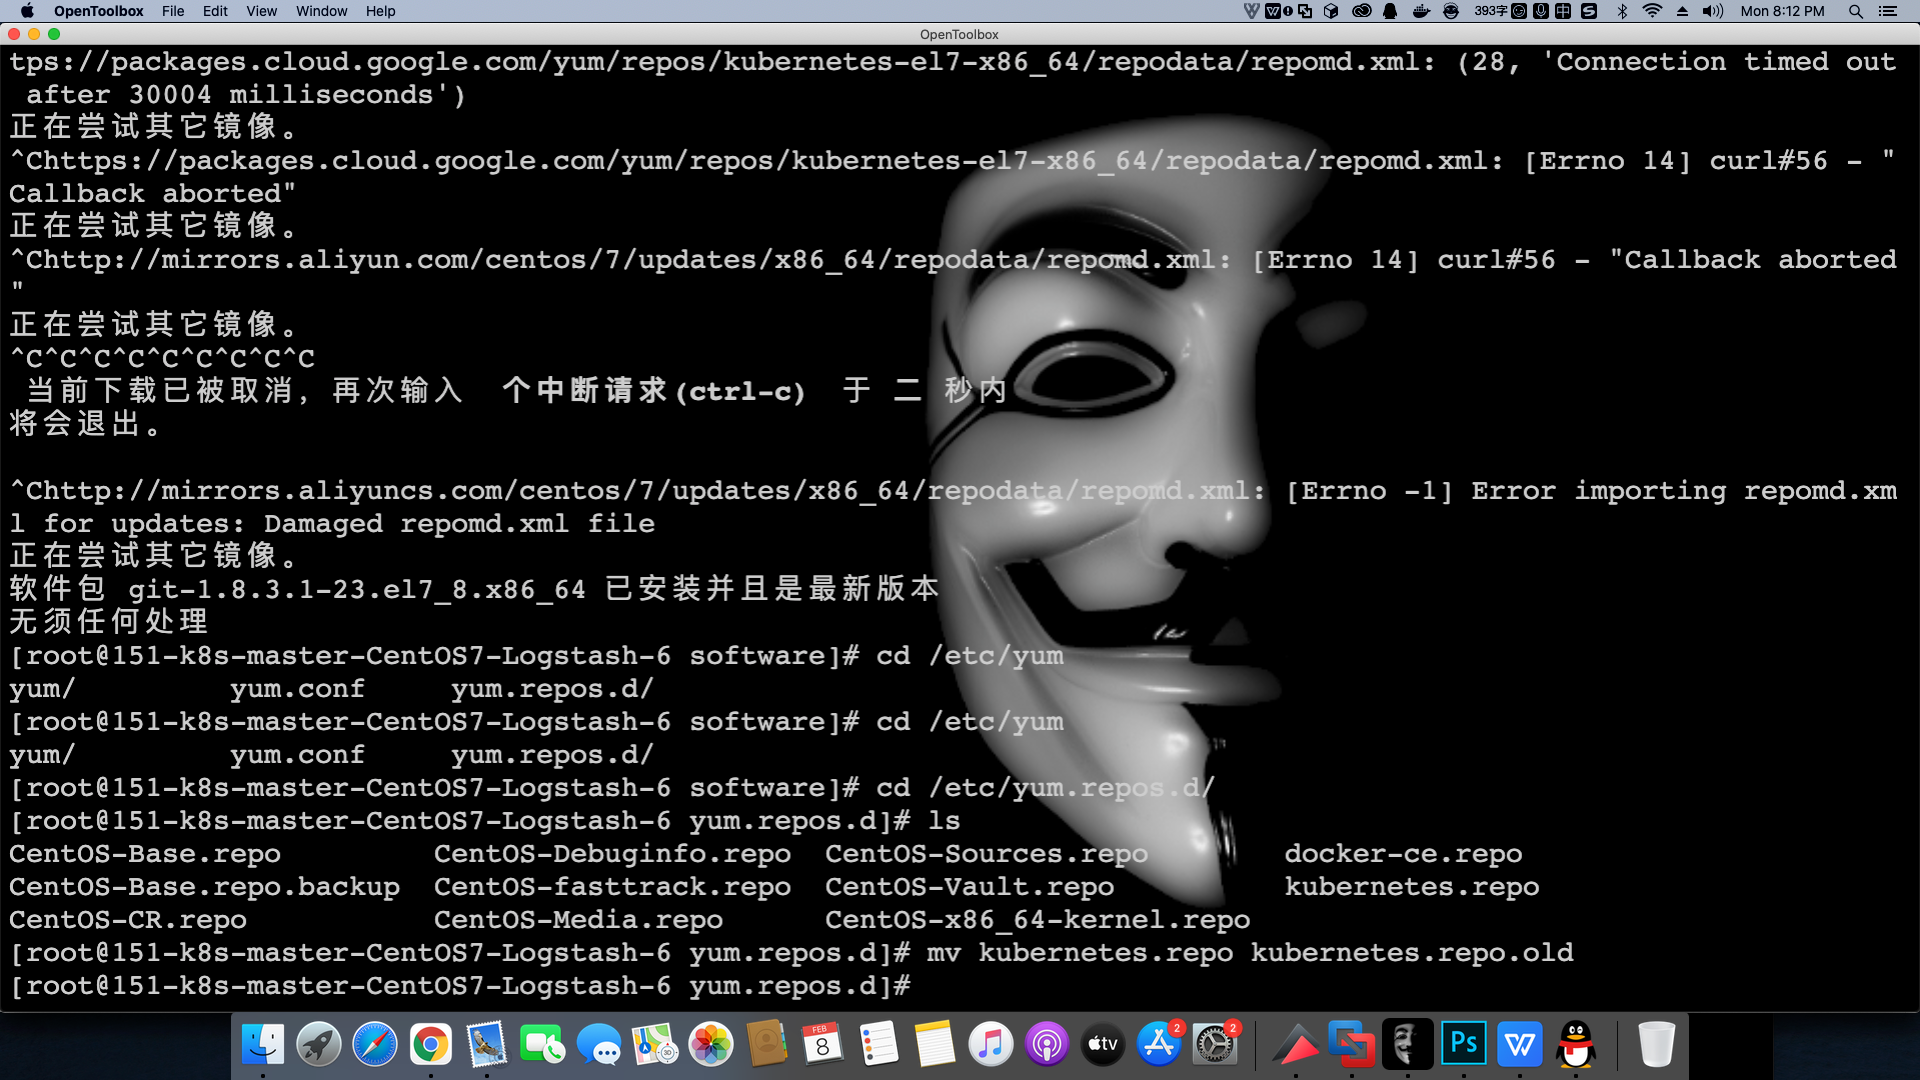 OpenToolbox File Edit View Window Help 393字 Mon 8:12 PM
OpenToolbox
tps://packages.cloud.google.com/yum/repos/kubernetes-el7-x86_64/repodata/repomd.xml: (28, 'Connection timed out
 after 30004 milliseconds')
正在尝试其它镜像。
^Chttps://packages.cloud.google.com/yum/repos/kubernetes-el7-x86_64/repodata/repomd.xml: [Errno 14] curl#56 - "
Callback aborted"
正在尝试其它镜像。
^Chttp://mirrors.aliyun.com/centos/7/updates/x86_64/repodata/repomd.xml: [Errno 14] curl#56 - "Callback aborted
"
正在尝试其它镜像。
^C^C^C^C^C^C^C^C^C
 当前下载已被取消, 再次输入 个中断请求(ctrl-c) 于 二 秒内
将会退出。
^Chttp://mirrors.aliyuncs.com/centos/7/updates/x86_64/repodata/repomd.xml: [Errno -1] Error importing repomd.xm
l for updates: Damaged repomd.xml file
正在尝试其它镜像。
软件包 git-1.8.3.1-23.el7_8.x86_64 已安装并且是最新版本
无须任何处理
[root@151-k8s-master-CentOS7-Logstash-6 software]# cd /etc/yum
yum/ yum.conf yum.repos.d/
[root@151-k8s-master-CentOS7-Logstash-6 software]# cd /etc/yum
yum/ yum.conf yum.repos.d/
[root@151-k8s-master-CentOS7-Logstash-6 software]# cd /etc/yum.repos.d/
[root@151-k8s-master-CentOS7-Logstash-6 yum.repos.d]# ls
CentOS-Base.repo CentOS-Debuginfo.repo CentOS-Sources.repo docker-ce.repo
CentOS-Base.repo.backup CentOS-fasttrack.repo CentOS-Vault.repo kubernetes.repo
CentOS-CR.repo CentOS-Media.repo CentOS-x86_64-kernel.repo
[root@151-k8s-master-CentOS7-Logstash-6 yum.repos.d]# mv kubernetes.repo kubernetes.repo.old
[root@151-k8s-master-CentOS7-Logstash-6 yum.repos.d]#
FEB 8 3D tv 2 2 Ps W